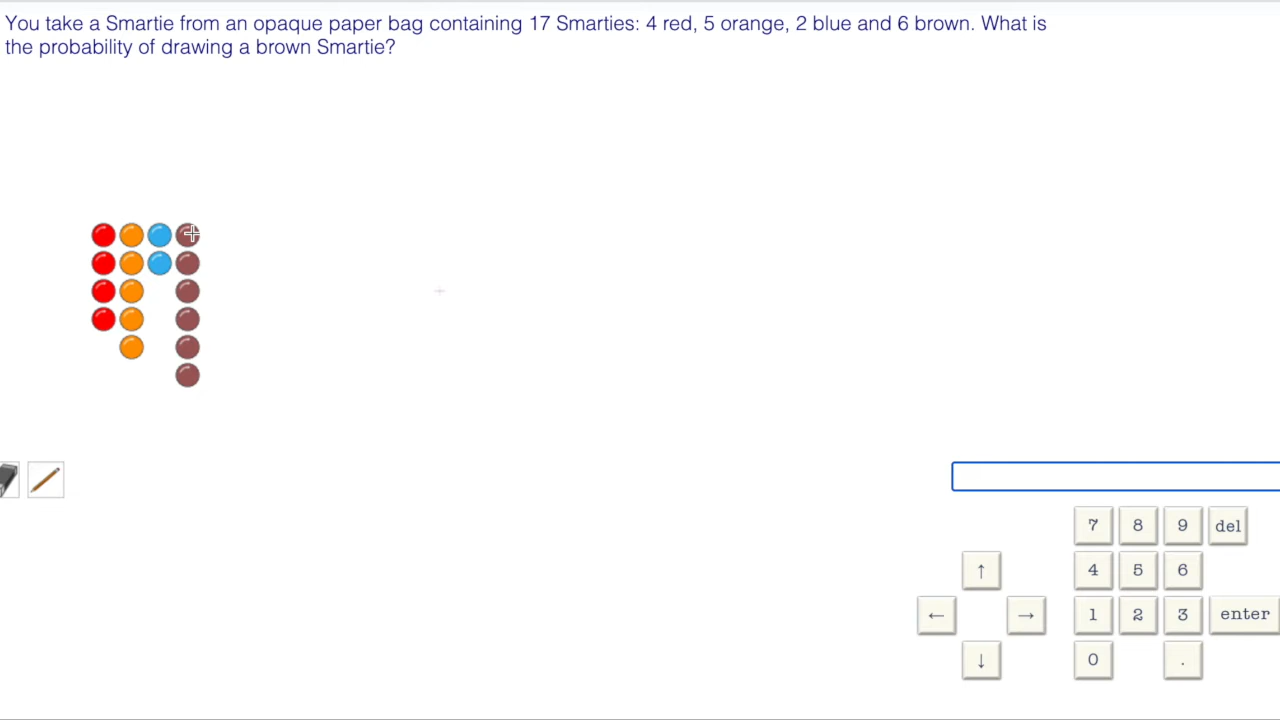 You take a Smartie from an opaque paper bag containing 17 Smarties: 4 red, 5 orange, 2 blue and 6 brown. What is
the probability of drawing a brown Smartie?
7 8 9 del
↑ 4 5 6
← → 1 2 3 enter
↓ 0 .